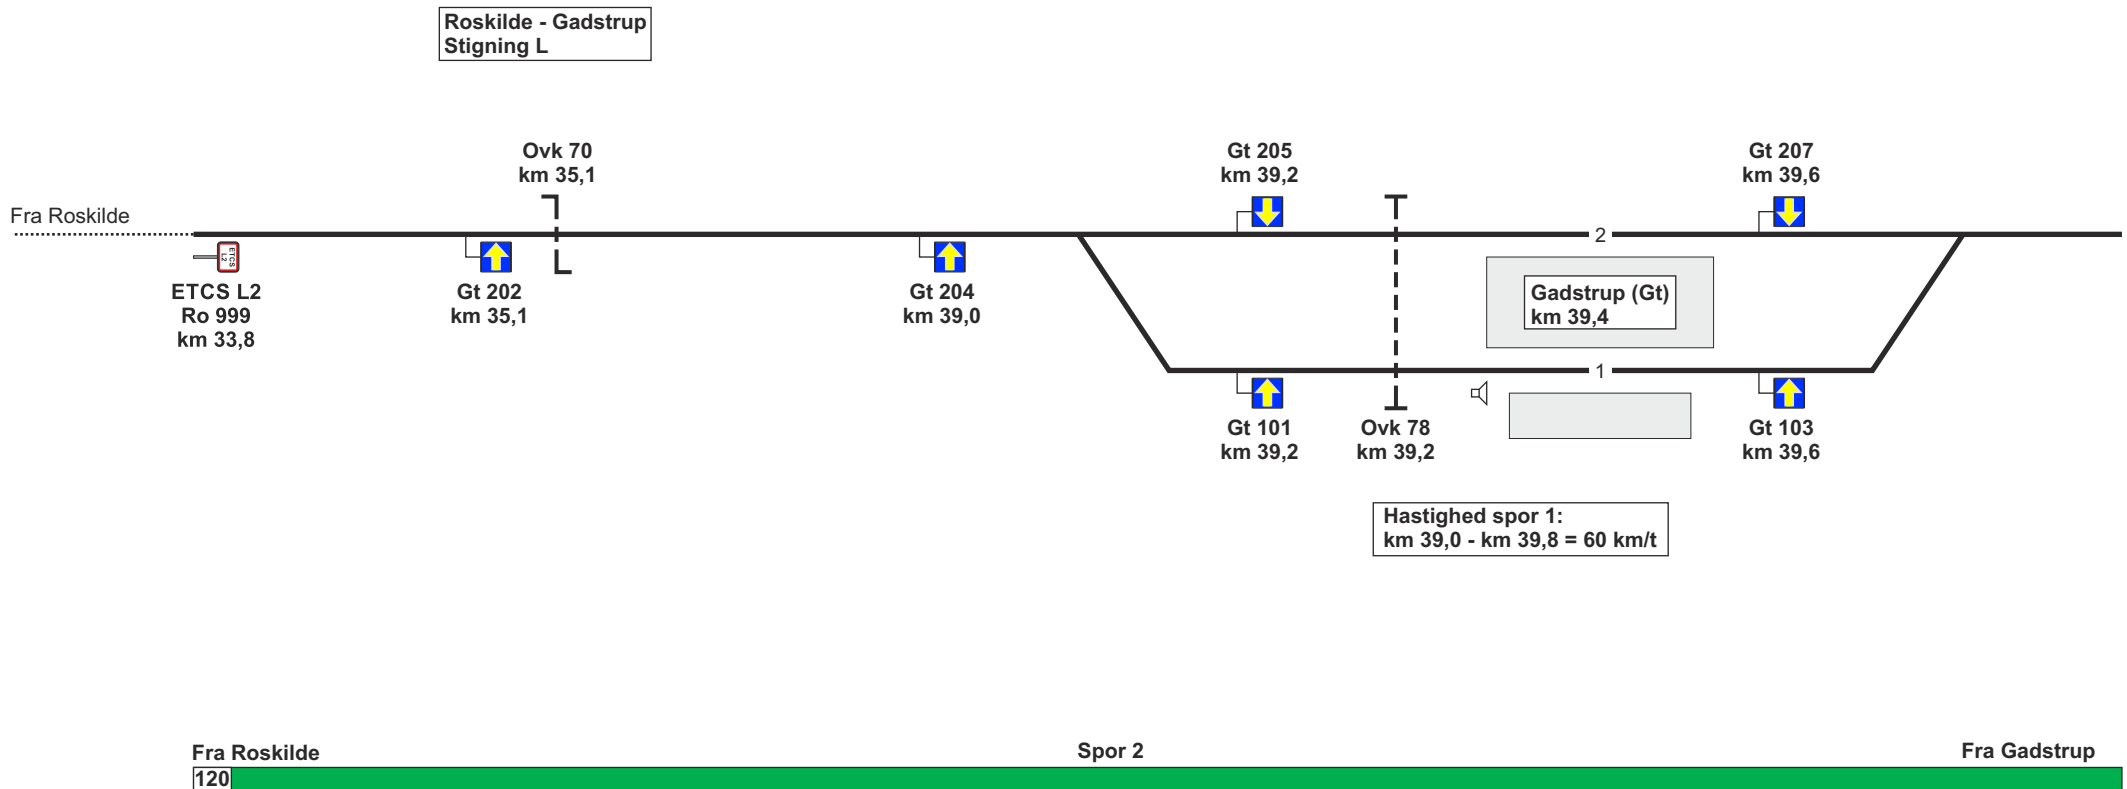 Roskilde - Gadstrup
Stigning L
Ovk 70
km 35,1
Gt 205
km 39,2
Gt 207
km 39,6
Fra Roskilde
2
ETCS L2
ETCS L2
Ro 999
km 33,8
Gt 202
km 35,1
Gt 204
km 39,0
Gadstrup (Gt)
km 39,4
1
Gt 101
km 39,2
Ovk 78
km 39,2
Gt 103
km 39,6
Hastighed spor 1:
km 39,0 - km 39,8 = 60 km/t
Fra Roskilde
Spor 2
Fra Gadstrup
120